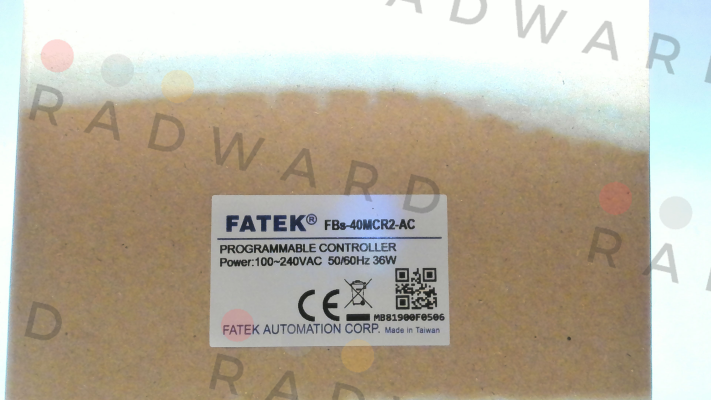 RADWARD
RADWARD
FATEK® FBs-40MCR2-AC
PROGRAMMABLE CONTROLLER
Power:100~240VAC 50/60Hz 36W
CE
MB81900F0506
FATEK AUTOMATION CORP. Made in Taiwan